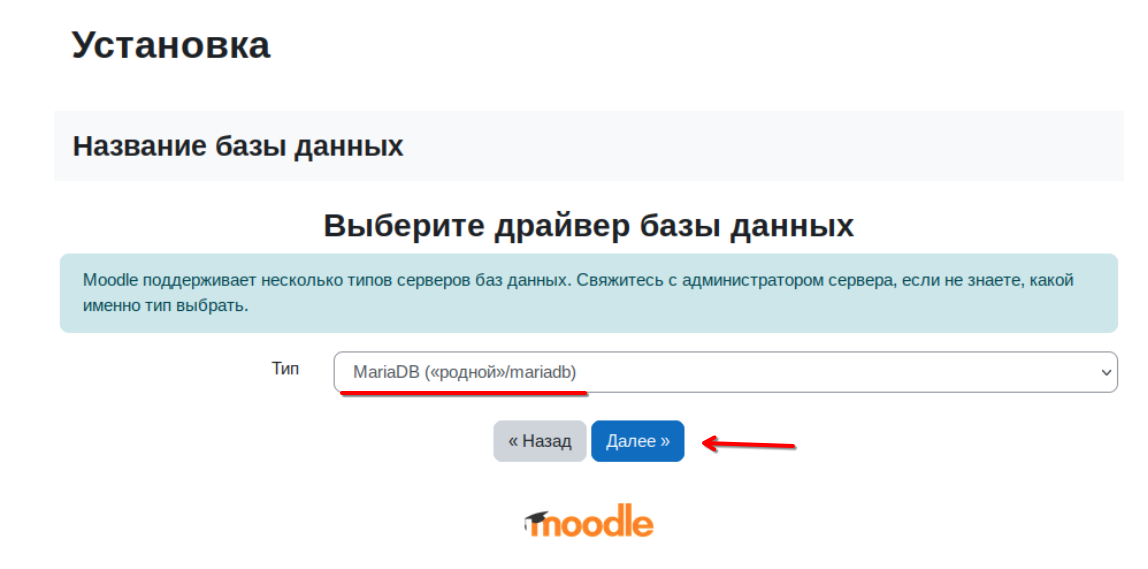 Установка
Название базы данных
Выберите драйвер базы данных
Moodle поддерживает несколько типов серверов баз данных. Свяжитесь с администратором сервера, если не знаете, какой
именно тип выбрать.
Тип
MariaDB («родной»/mariadb)
« Назад
Далее »
moodle